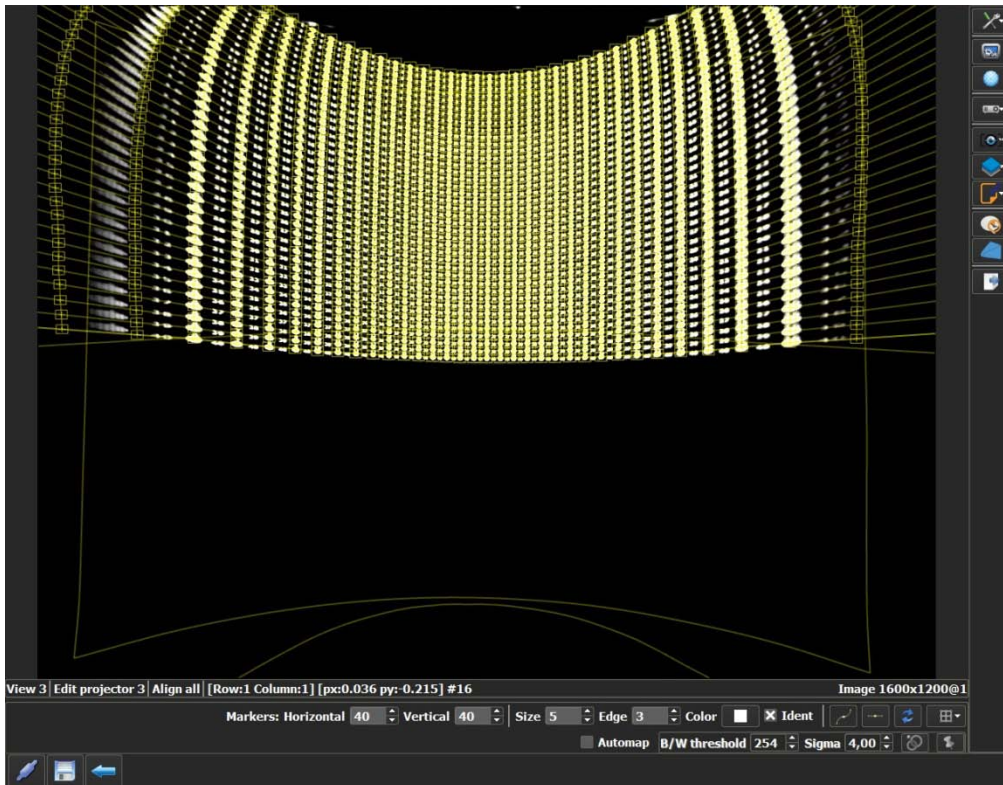 View 3 Edit projector 3 Align all [Row:1 Column:1] [px:0.036 py:-0.215] #16 Image 1600x1200@1
Markers: Horizontal 40 Vertical 40 Size 5 Edge 3 Color Ident
Automap B/W threshold 254 Sigma 4,00